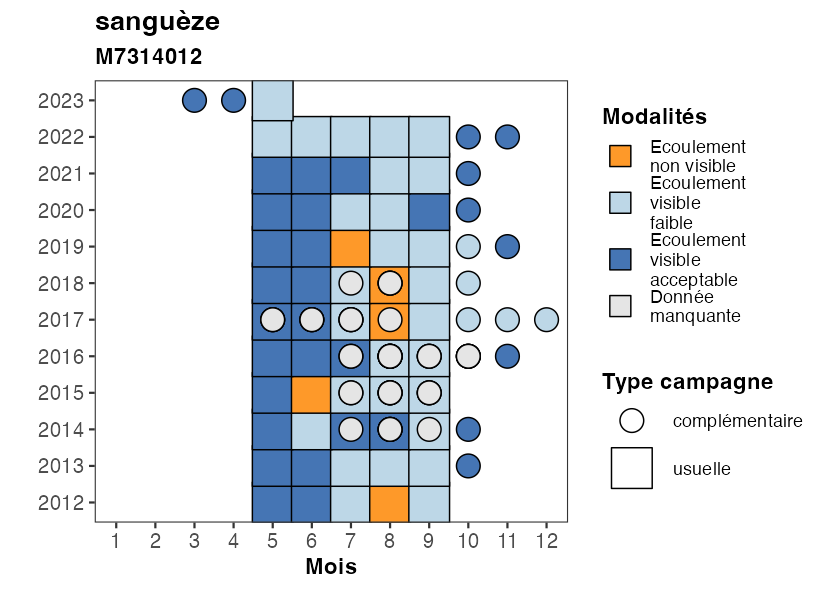 sanguèze
M7314012
2023
2022
2021
2020
2019
2018
2017
2016
2015
2014
2013
2012
1 2 3 4 5 6 7 8 9 10 11 12
Mois
Modalités
Ecoulement
non visible
Ecoulement
visible
faible
Ecoulement
visible
acceptable
Donnée
manquante
Type campagne
complémentaire
usuelle